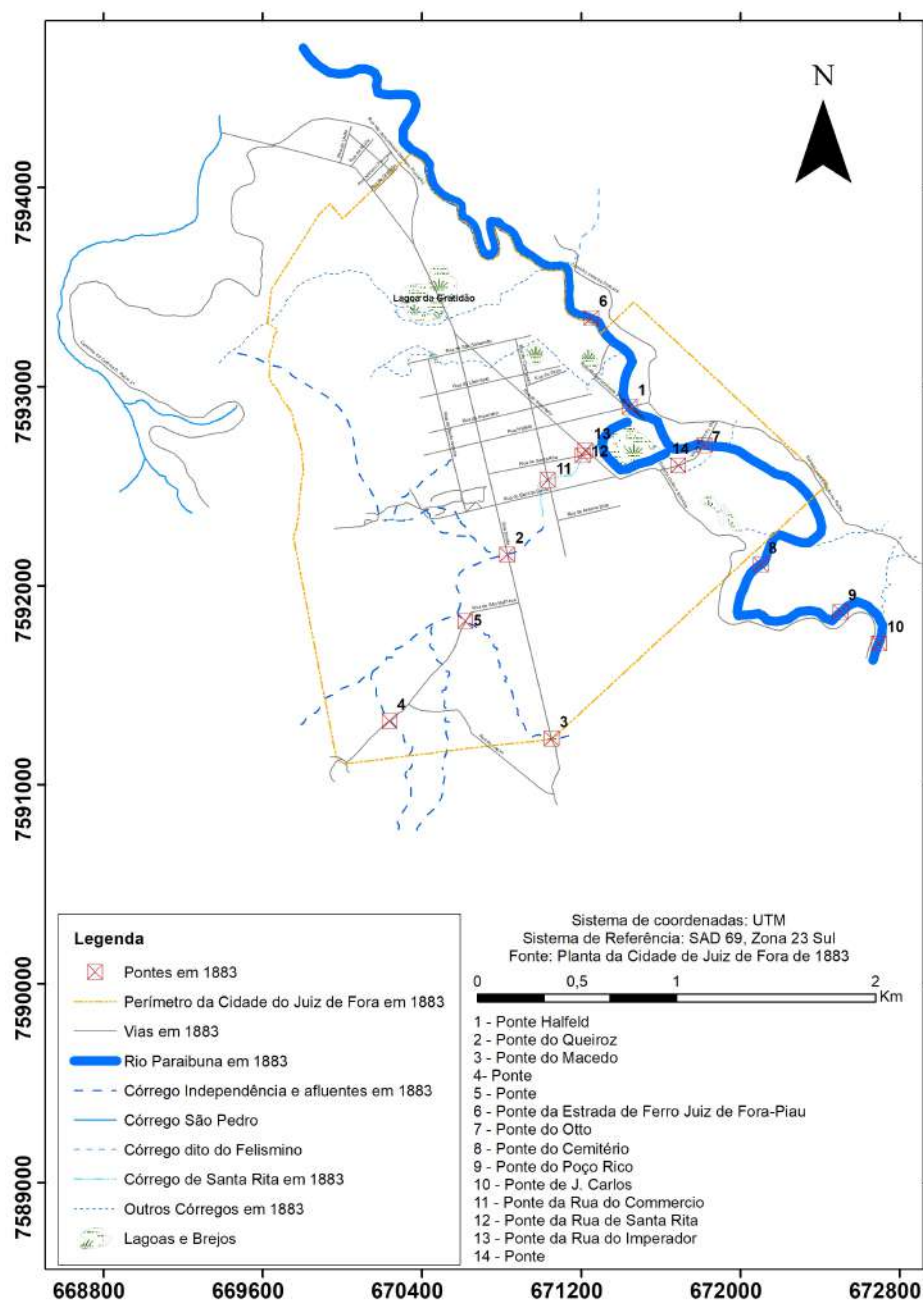 N
7594000
7593000
7592000
7591000
7590000
7589000
Lagoa da Gratidão
6
1
13
7
14
12
11
2
8
9
5
10
4
3
Legenda
Pontes em 1883
Perímetro da Cidade do Juiz de Fora em 1883
Vias em 1883
Rio Paraibuna em 1883
Córrego Independência e afluentes em 1883
Córrego São Pedro
Córrego dito do Felismino
Córrego de Santa Rita em 1883
Outros Córregos em 1883
Lagoas e Brejos
Sistema de coordenadas: UTM
Sistema de Referência: SAD 69, Zona 23 Sul
Fonte: Planta da Cidade de Juiz de Fora de 1883
0 0,5 1 2
Km
1 - Ponte Halfeld
2 - Ponte do Queiroz
3 - Ponte do Macedo
4- Ponte
5 - Ponte
6 - Ponte da Estrada de Ferro Juiz de Fora-Piau
7 - Ponte do Otto
8 - Ponte do Cemitério
9 - Ponte do Poço Rico
10 - Ponte de J. Carlos
11 - Ponte da Rua do Commercio
12 - Ponte da Rua de Santa Rita
13 - Ponte da Rua do Imperador
14 - Ponte
668800 669600 670400 671200 672000 672800